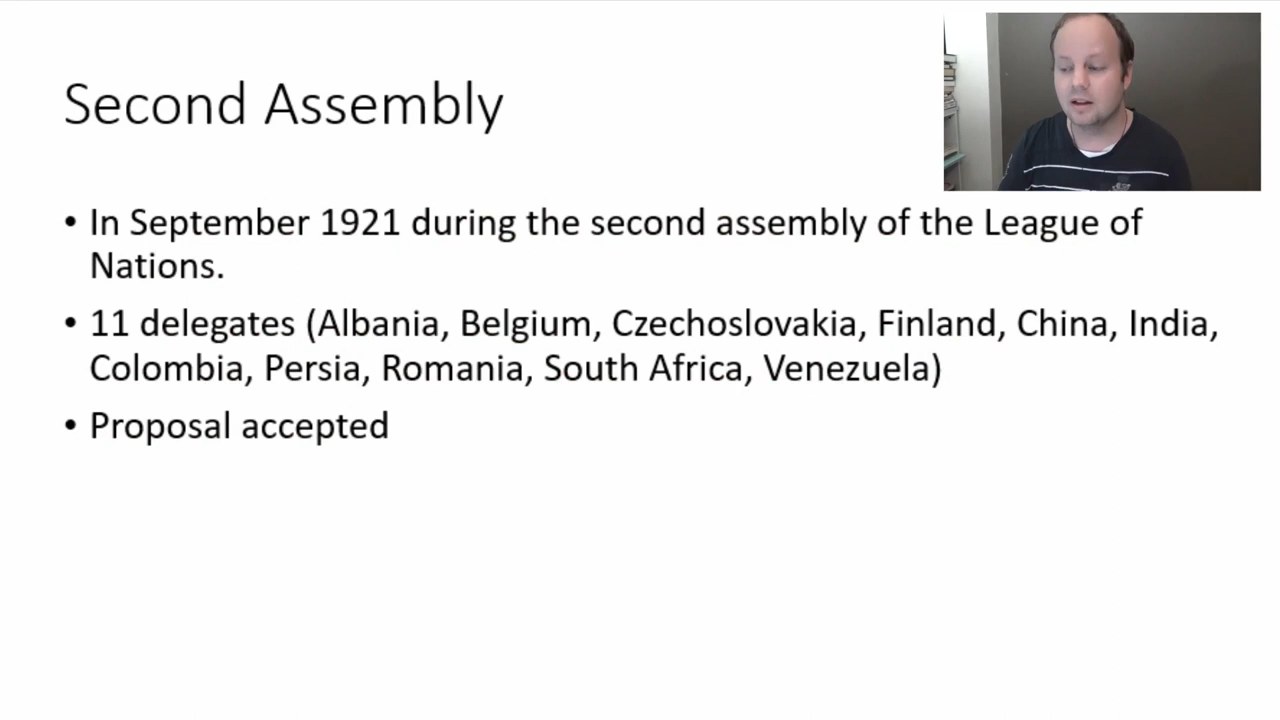 Second Assembly
• In September 1921 during the second assembly of the League of
Nations.
• 11 delegates (Albania, Belgium, Czechoslovakia, Finland, China, India,
Colombia, Persia, Romania, South Africa, Venezuela)
• Proposal accepted